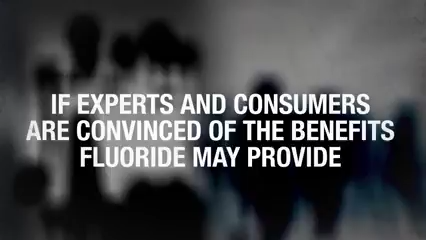 IF EXPERTS AND CONSUMERS
ARE CONVINCED OF THE BENEFITS
FLUORIDE MAY PROVIDE